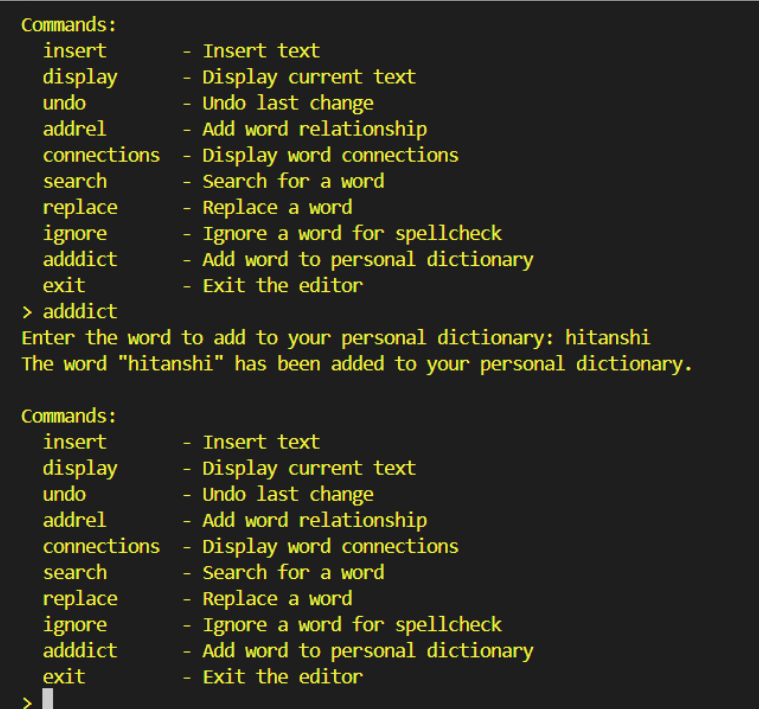 Commands:
  insert       - Insert text
  display      - Display current text
  undo         - Undo last change
  addrel       - Add word relationship
  connections  - Display word connections
  search       - Search for a word
  replace      - Replace a word
  ignore       - Ignore a word for spellcheck
  adddict      - Add word to personal dictionary
  exit         - Exit the editor
> adddict
Enter the word to add to your personal dictionary: hitanshi
The word "hitanshi" has been added to your personal dictionary.

Commands:
  insert       - Insert text
  display      - Display current text
  undo         - Undo last change
  addrel       - Add word relationship
  connections  - Display word connections
  search       - Search for a word
  replace      - Replace a word
  ignore       - Ignore a word for spellcheck
  adddict      - Add word to personal dictionary
  exit         - Exit the editor
>